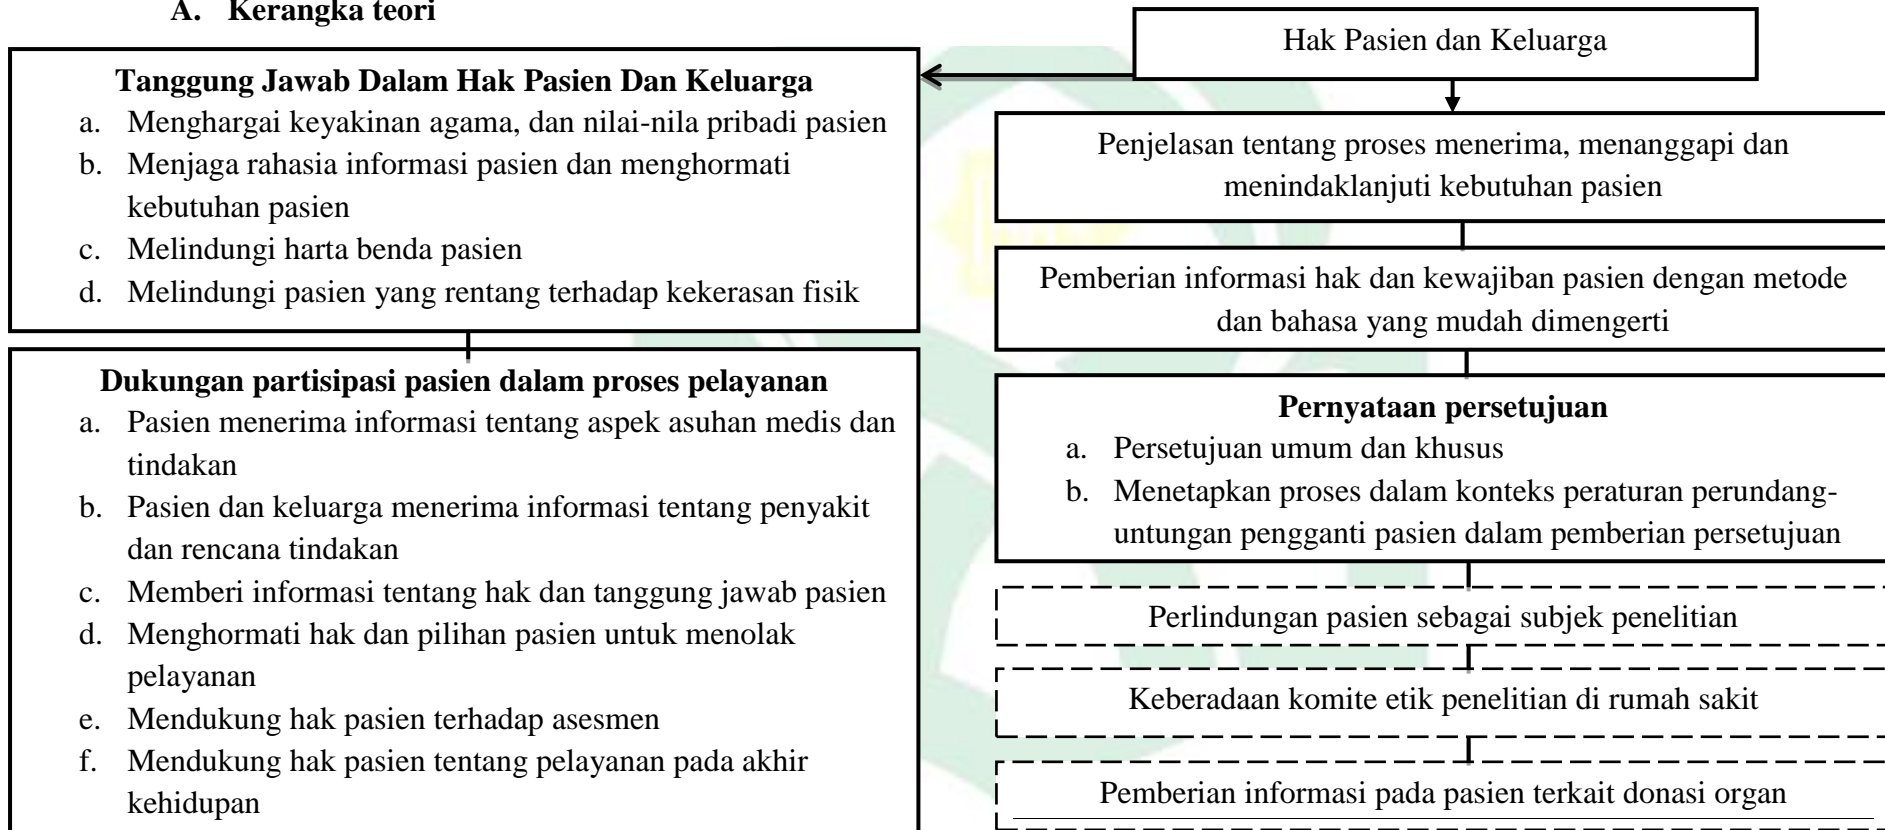 A. Kerangka teori
Hak Pasien dan Keluarga
Tanggung Jawab Dalam Hak Pasien Dan Keluarga
a. Menghargai keyakinan agama, dan nilai-nila pribadi pasien
b. Menjaga rahasia informasi pasien dan menghormati
kebutuhan pasien
c. Melindungi harta benda pasien
d. Melindungi pasien yang rentang terhadap kekerasan fisik
Dukungan partisipasi pasien dalam proses pelayanan
a. Pasien menerima informasi tentang aspek asuhan medis dan
tindakan
b. Pasien dan keluarga menerima informasi tentang penyakit
dan rencana tindakan
c. Memberi informasi tentang hak dan tanggung jawab pasien
d. Menghormati hak dan pilihan pasien untuk menolak
pelayanan
e. Mendukung hak pasien terhadap asesmen
f. Mendukung hak pasien tentang pelayanan pada akhir
kehidupan
Penjelasan tentang proses menerima, menanggapi dan
menindaklanjuti kebutuhan pasien
Pemberian informasi hak dan kewajiban pasien dengan metode
dan bahasa yang mudah dimengerti
Pernyataan persetujuan
a. Persetujuan umum dan khusus
b. Menetapkan proses dalam konteks peraturan perundang-
untungan pengganti pasien dalam pemberian persetujuan
Perlindungan pasien sebagai subjek penelitian
Keberadaan komite etik penelitian di rumah sakit
Pemberian informasi pada pasien terkait donasi organ